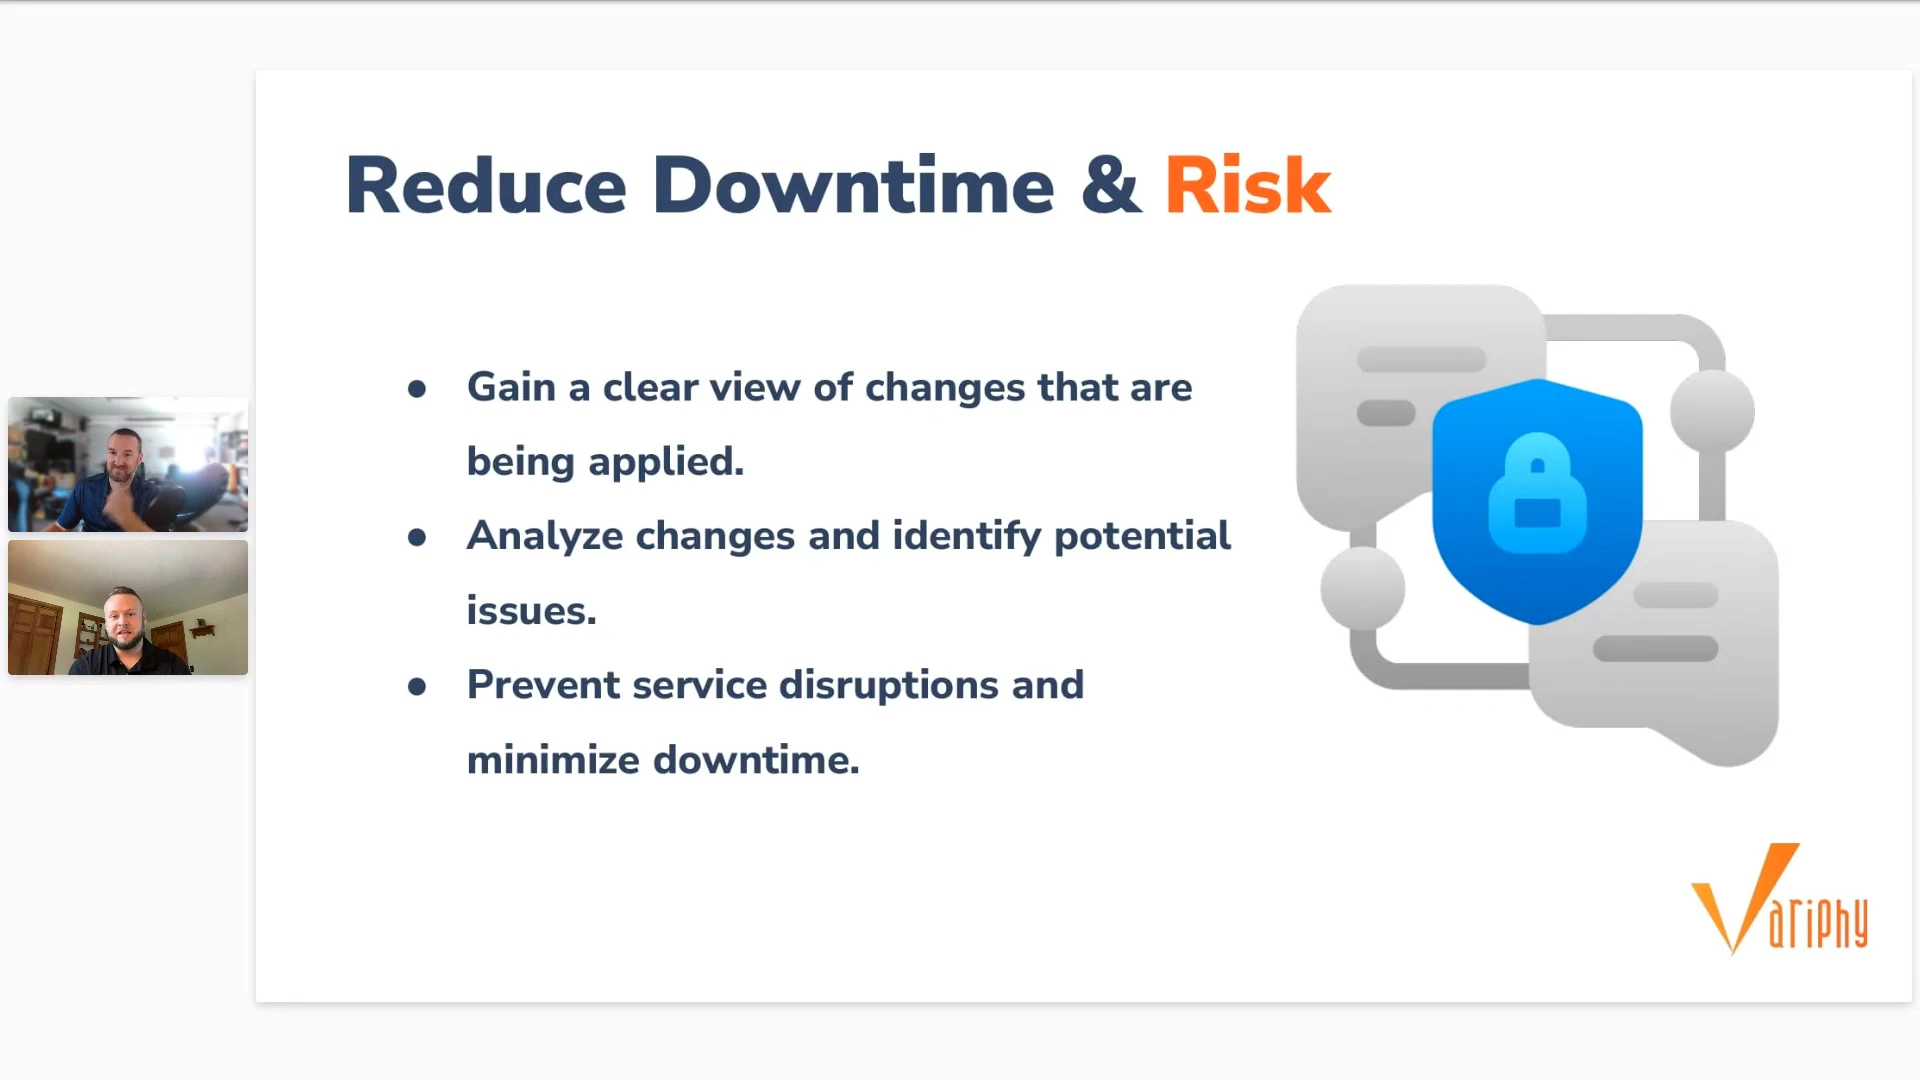 Reduce Downtime & Risk
● Gain a clear view of changes that are
being applied.
● Analyze changes and identify potential
issues.
● Prevent service disruptions and
minimize downtime.
Variphy